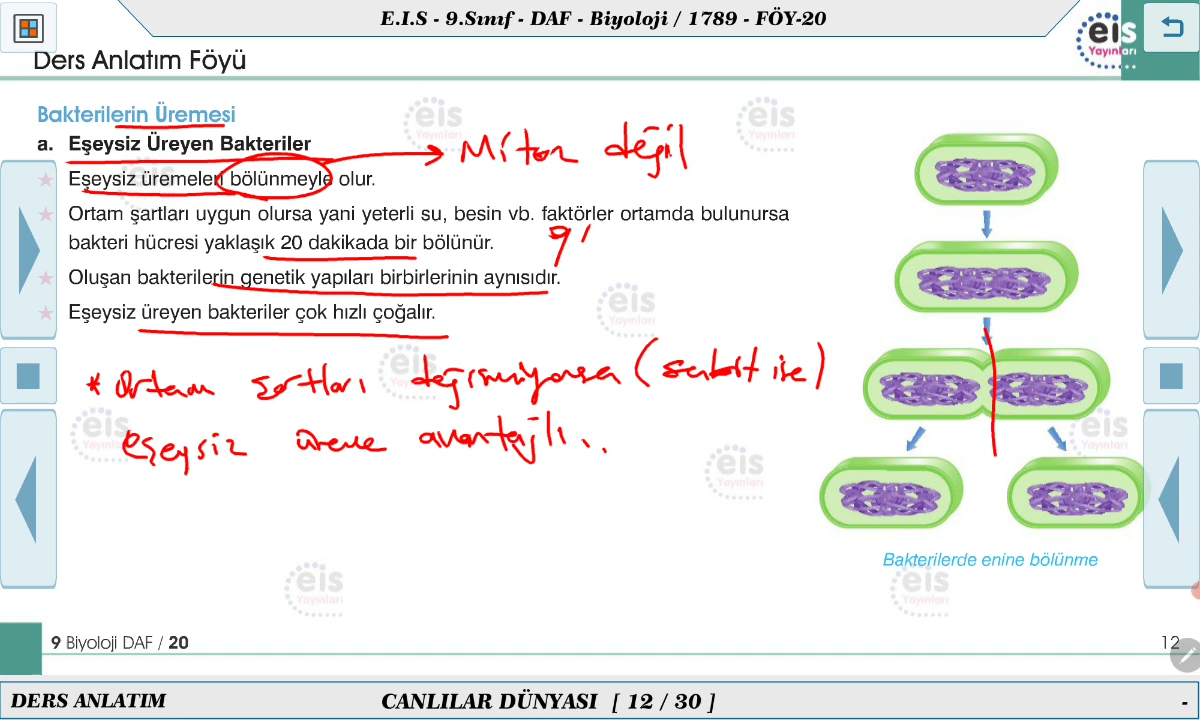 E.I.S - 9.Sınıf - DAF - Biyoloji / 1789 - FÖY-20
eis
Yayınları
Ders Anlatım Föyü
Bakterilerin Üremesi
a. Eşeysiz Üreyen Bakteriler
Mitoz değil
Eşeysiz üremeleri bölünmeyle olur.
Ortam şartları uygun olursa yani yeterli su, besin vb. faktörler ortamda bulunursa
bakteri hücresi yaklaşık 20 dakikada bir bölünür.
Oluşan bakterilerin genetik yapıları birbirlerinin aynısıdır.
Eşeysiz üreyen bakteriler çok hızlı çoğalır.
* Ortam şartları değişmiyorsa (sabit ise)
eşeysiz üreme avantajlı.
Bakterilerde enine bölünme
9 Biyoloji DAF / 20
12
DERS ANLATIM
CANLILAR DÜNYASI [ 12 / 30 ]
-